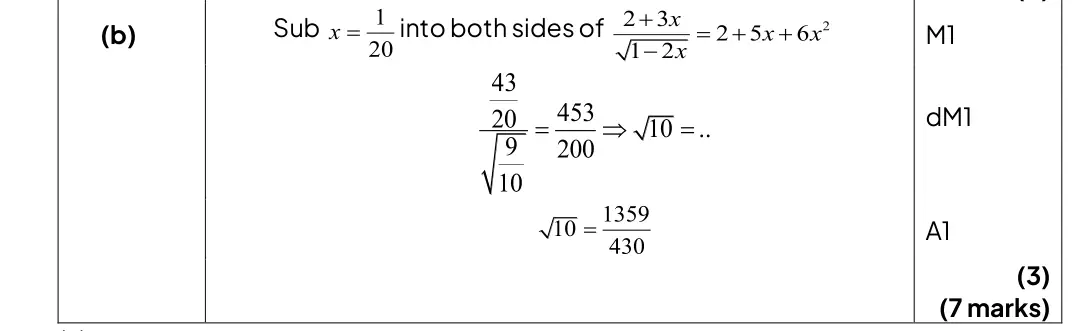 (b) Sub x = 1/20 into both sides of (2+3x)/√(1−2x) = 2+5x+6x² M1
(43/20)/√(9/10) = 453/200 ⇒ √10 = .. dM1
√10 = 1359/430 A1
(3)
(7 marks)